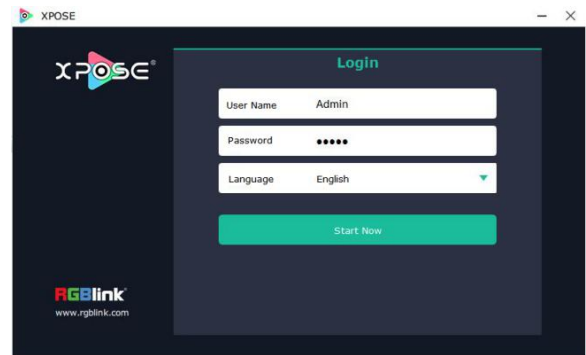 XPOSE
XPOSE®
Login
User Name Admin
Password •••••
Language English
Start Now
RGBlink®
www.rgblink.com